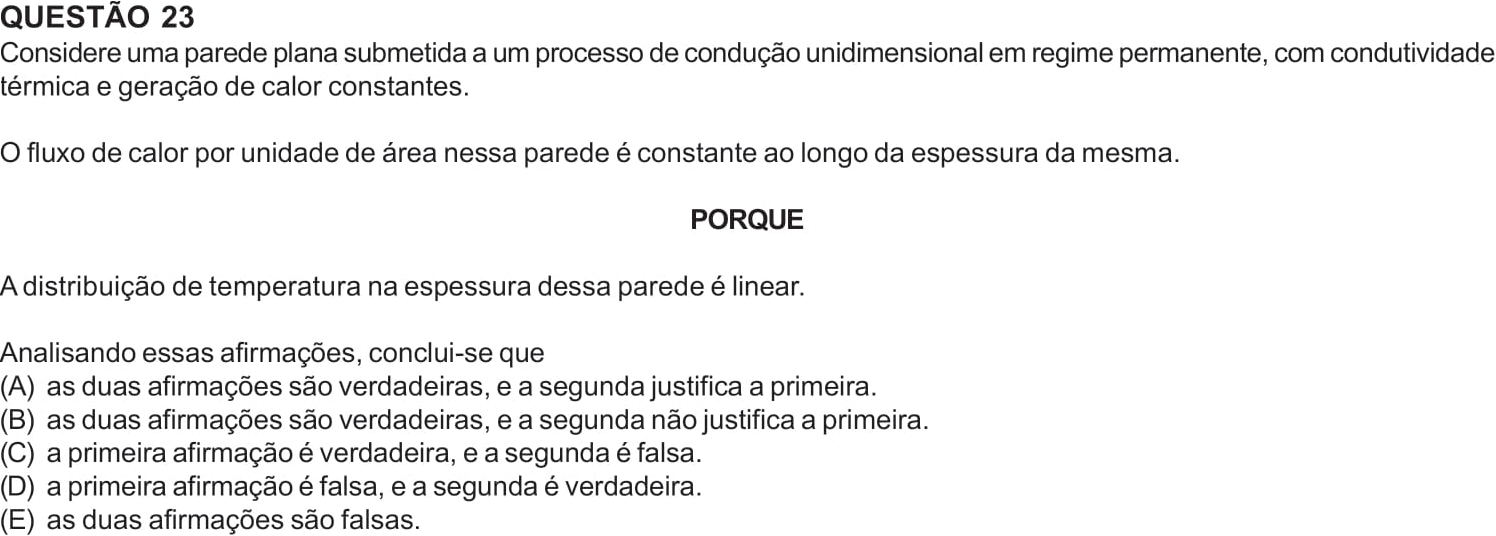 QUESTÃO 23
Considere uma parede plana submetida a um processo de condução unidimensional em regime permanente, com condutividade
térmica e geração de calor constantes.
O fluxo de calor por unidade de área nessa parede é constante ao longo da espessura da mesma.
PORQUE
A distribuição de temperatura na espessura dessa parede é linear.
Analisando essas afirmações, conclui-se que
(A) as duas afirmações são verdadeiras, e a segunda justifica a primeira.
(B) as duas afirmações são verdadeiras, e a segunda não justifica a primeira.
(C) a primeira afirmação é verdadeira, e a segunda é falsa.
(D) a primeira afirmação é falsa, e a segunda é verdadeira.
(E) as duas afirmações são falsas.